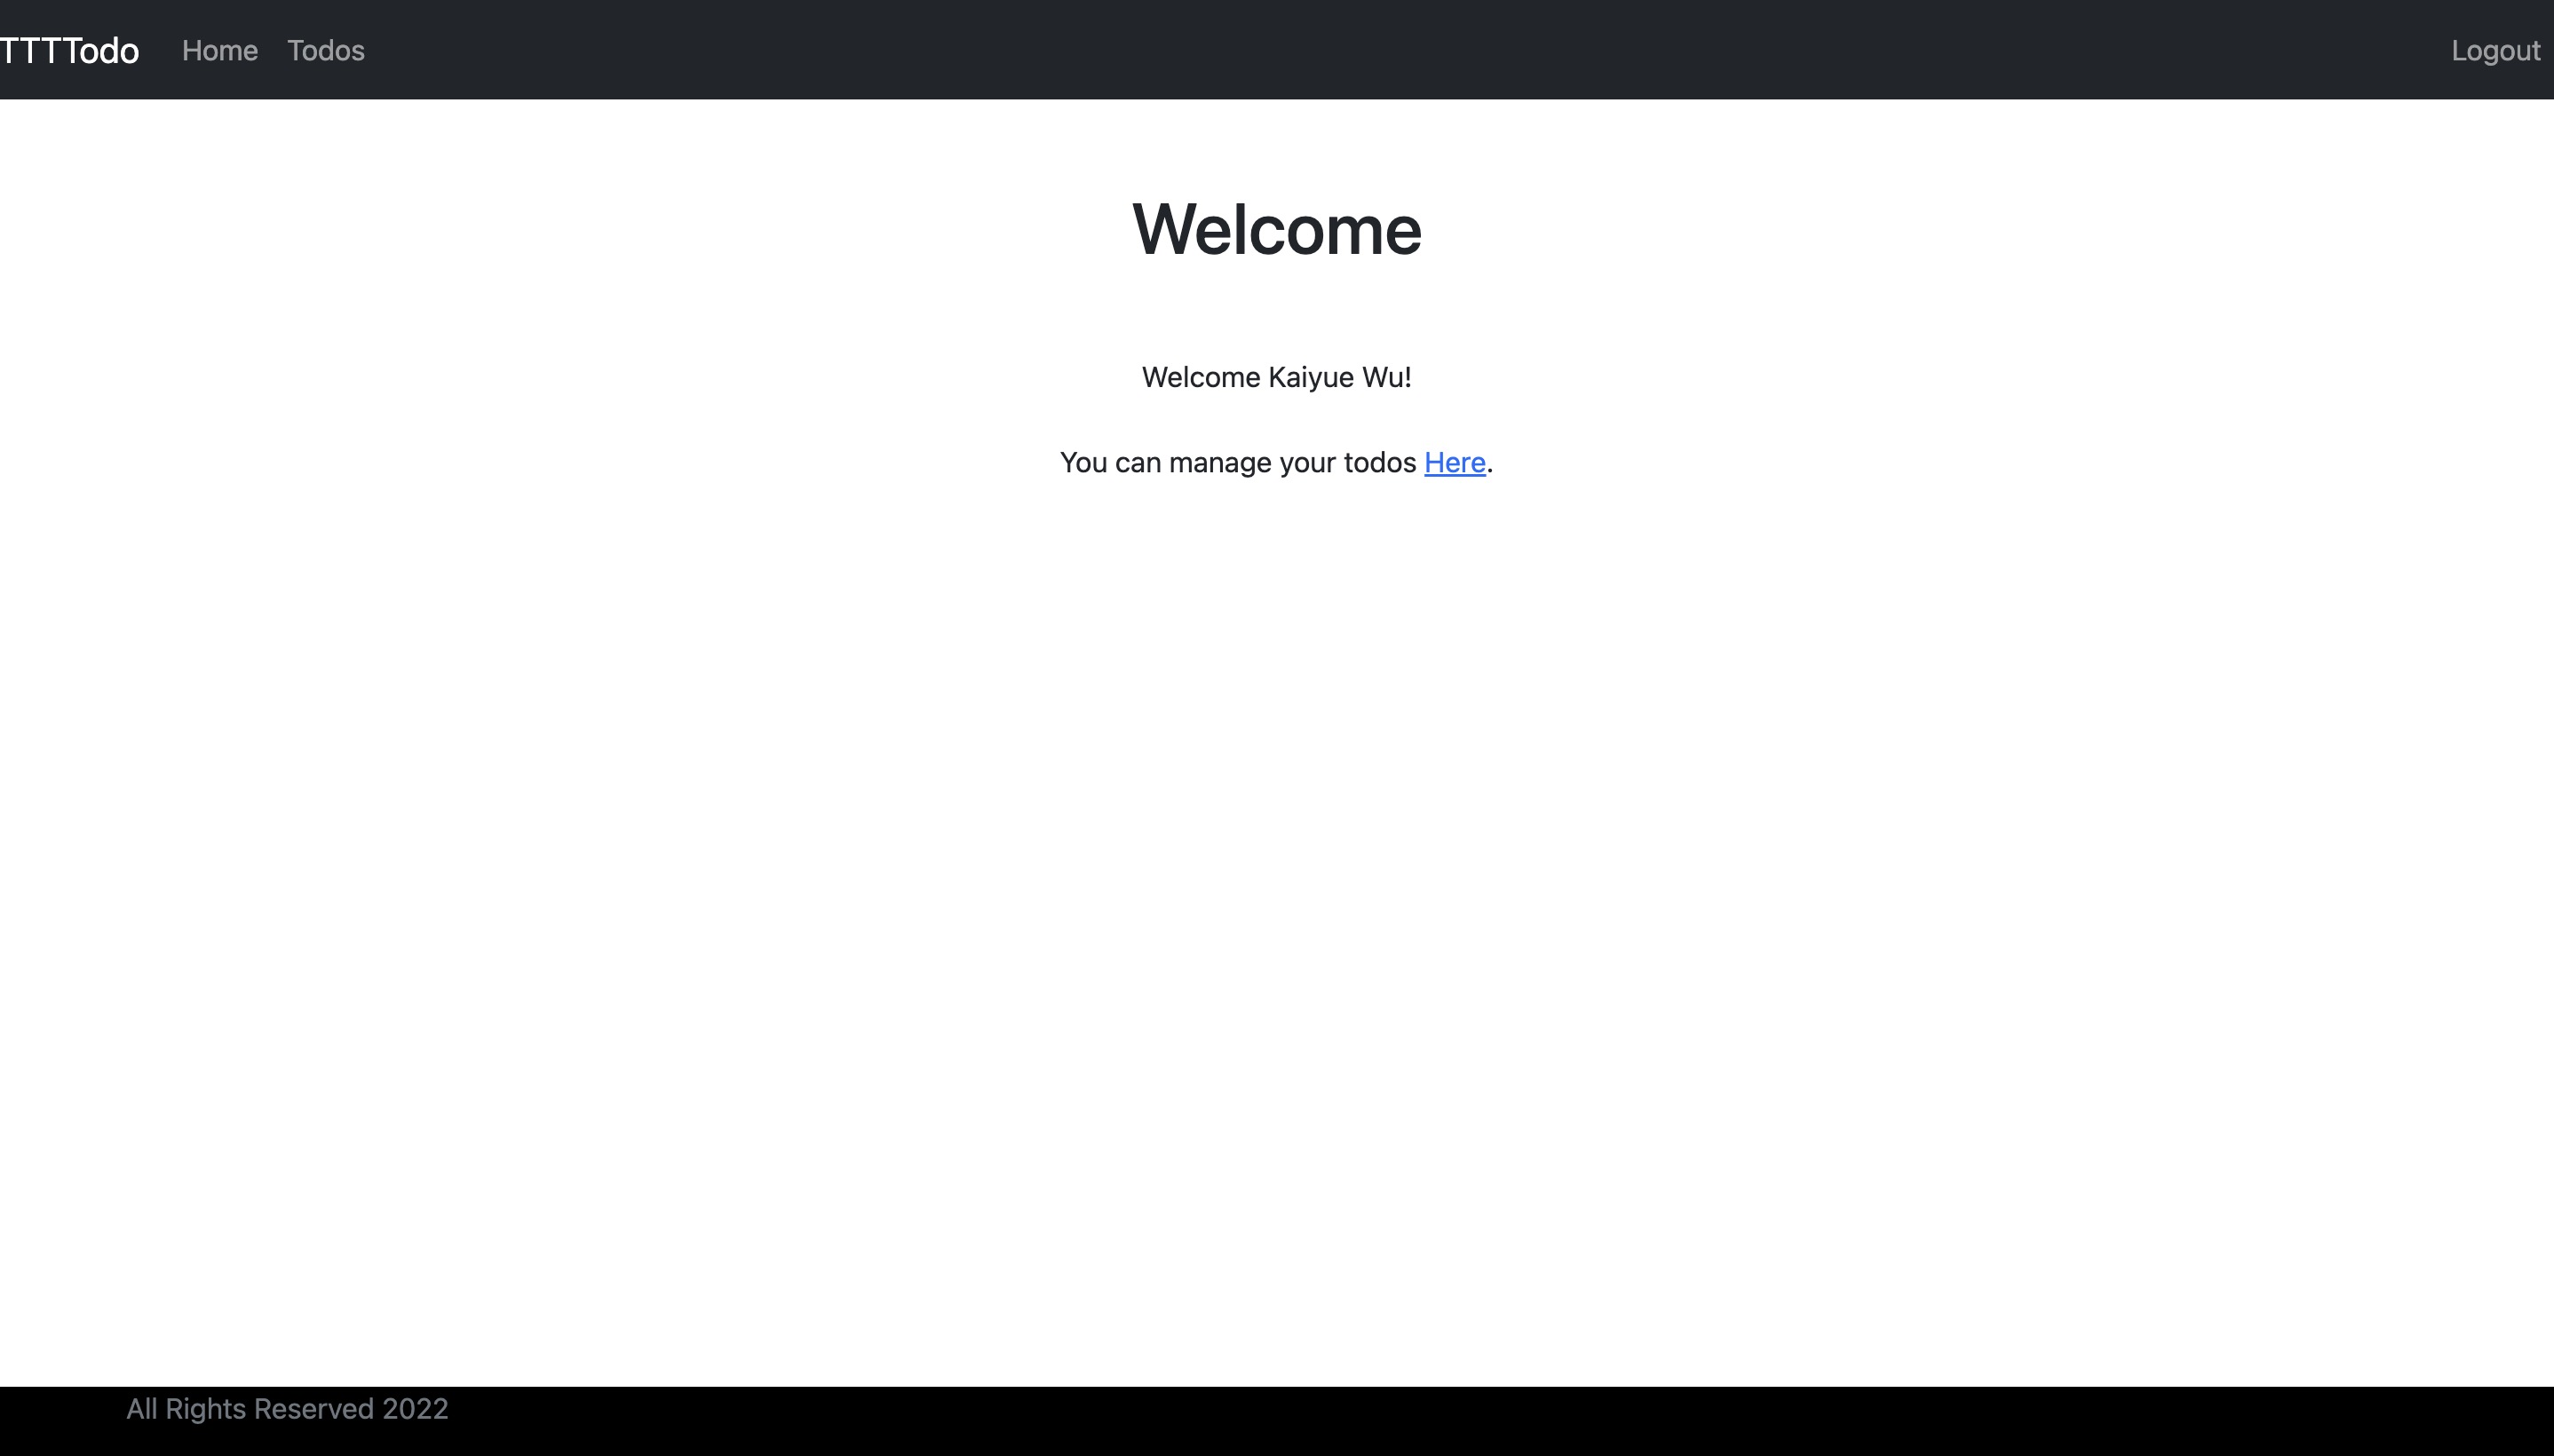 TTTTodo Home Todos Logout
Welcome
Welcome Kaiyue Wu!
You can manage your todos Here.
All Rights Reserved 2022